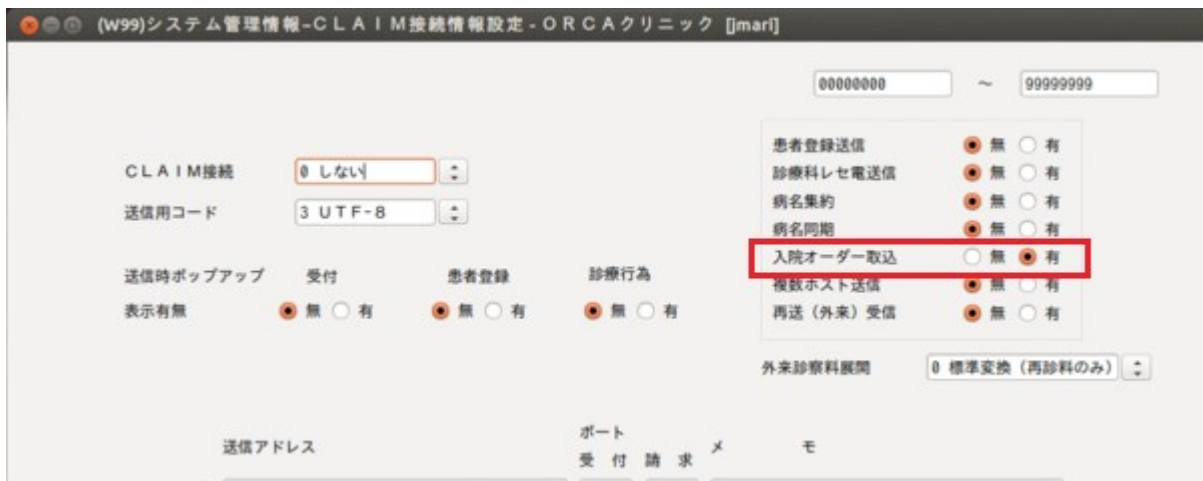 (W99)システム管理情報-ＣＬＡＩＭ接続情報設定-ＯＲＣＡクリニック [jmari]
00000000 ～ 99999999
ＣＬＡＩＭ接続 0 しない
送信用コード 3 ＵＴＦ-８
送信時ポップアップ 受付 患者登録 診療行為
表示有無 無 有 無 有 無 有
患者登録送信 無 有
診療科レセ電送信 無 有
病名集約 無 有
病名同期 無 有
入院オーダー取込 無 有
複数ホスト送信 無 有
再送（外来）受信 無 有
外来診察料展開 0 標準変換（再診料のみ）
送信アドレス ポート メ モ
受 付 請 求